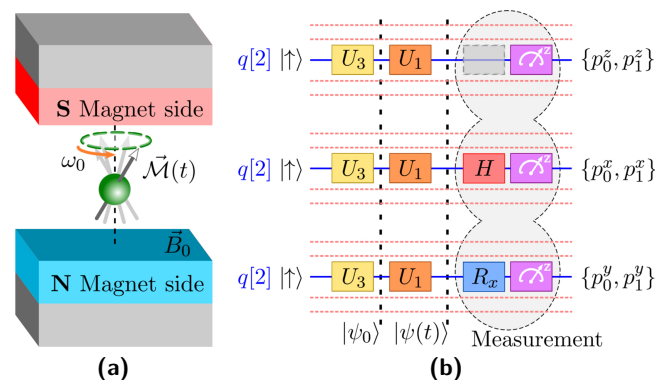 S Magnet side
ω₀
𝓜⃗(t)
B⃗₀
N Magnet side
(a)
q[2] |↑⟩ U₃ U₁ z {p₀ᶻ, p₁ᶻ}
q[2] |↑⟩ U₃ U₁ H z {p₀ˣ, p₁ˣ}
q[2] |↑⟩ U₃ U₁ Rₓ z {p₀ʸ, p₁ʸ}
|ψ₀⟩ |ψ(t)⟩ Measurement
(b)